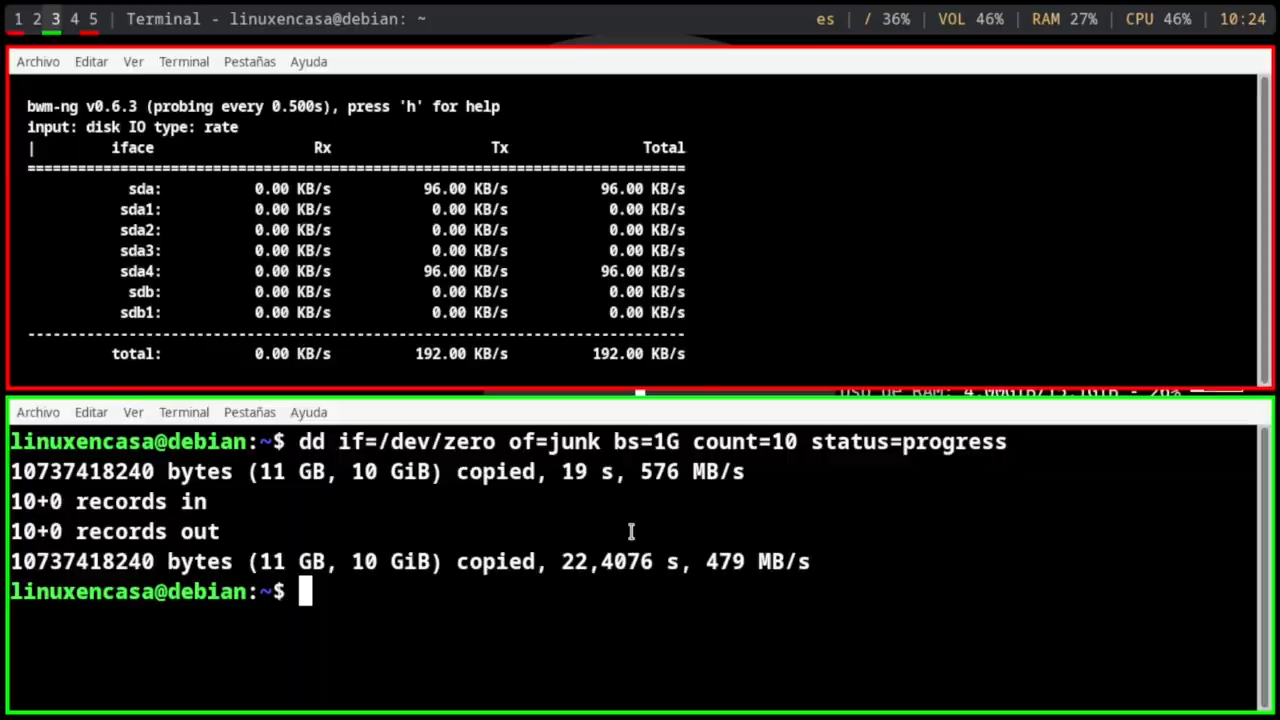 1 2 3 4 5 | Terminal - linuxencasa@debian: ~ es | / 36% | VOL 46% | RAM 27% | CPU 46% | 10:24
Archivo Editar Ver Terminal Pestañas Ayuda
bwm-ng v0.6.3 (probing every 0.500s), press 'h' for help
input: disk IO type: rate
| iface Rx Tx Total
==============================================================================
sda: 0.00 KB/s 96.00 KB/s 96.00 KB/s
sda1: 0.00 KB/s 0.00 KB/s 0.00 KB/s
sda2: 0.00 KB/s 0.00 KB/s 0.00 KB/s
sda3: 0.00 KB/s 0.00 KB/s 0.00 KB/s
sda4: 0.00 KB/s 96.00 KB/s 96.00 KB/s
sdb: 0.00 KB/s 0.00 KB/s 0.00 KB/s
sdb1: 0.00 KB/s 0.00 KB/s 0.00 KB/s
------------------------------------------------------------------------------
total: 0.00 KB/s 192.00 KB/s 192.00 KB/s
Archivo Editar Ver Terminal Pestañas Ayuda
linuxencasa@debian:~$ dd if=/dev/zero of=junk bs=1G count=10 status=progress
10737418240 bytes (11 GB, 10 GiB) copied, 19 s, 576 MB/s
10+0 records in
10+0 records out
10737418240 bytes (11 GB, 10 GiB) copied, 22,4076 s, 479 MB/s
linuxencasa@debian:~$